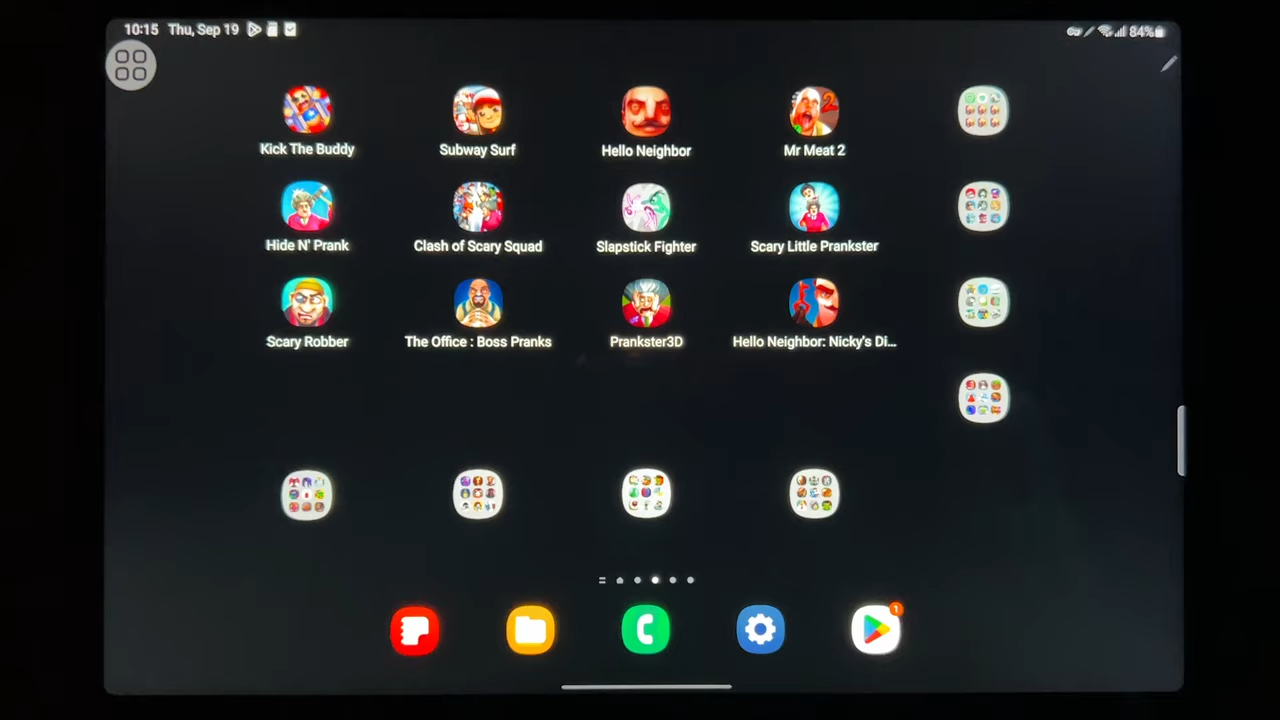 10:15 Thu, Sep 19 84%
Kick The Buddy
Subway Surf
Hello Neighbor
2
Mr Meat 2
Hide N' Prank
Clash of Scary Squad
Slapstick Fighter
Scary Little Prankster
Scary Robber
The Office : Boss Pranks
Prankster3D
Hello Neighbor: Nicky's Di...
1